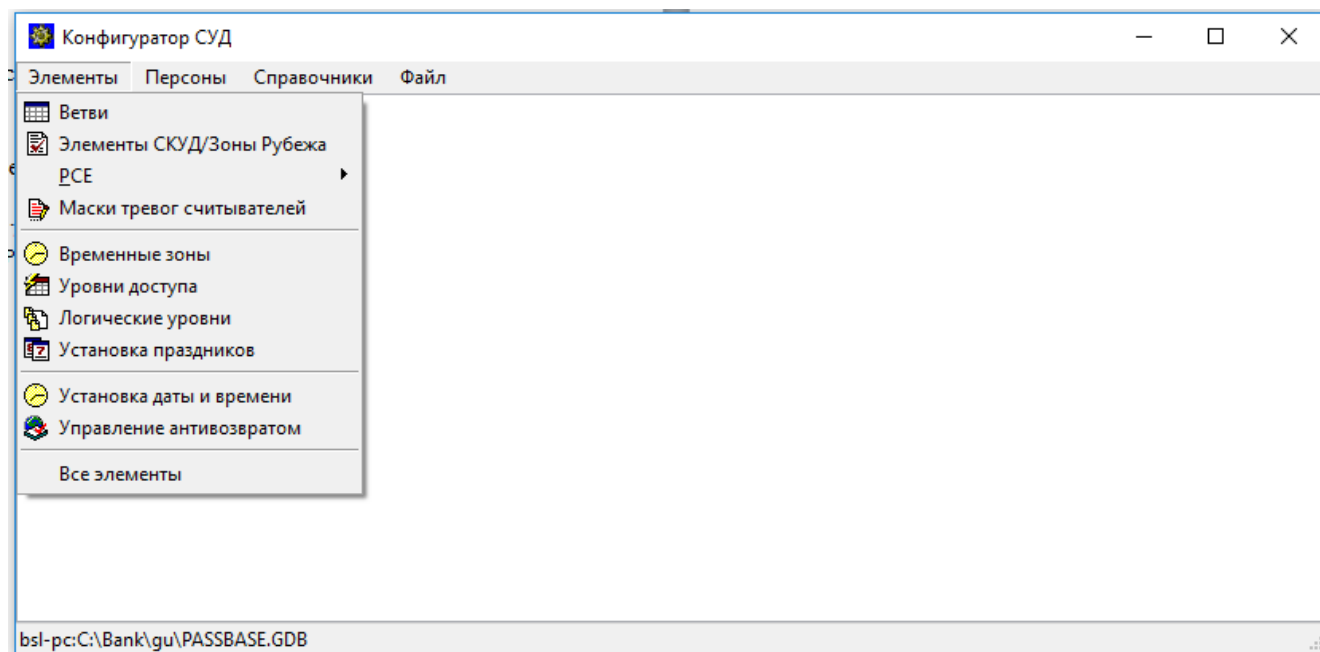 Конфигуратор СУД
Элементы Персоны Справочники Файл
Ветви
Элементы СКУД/Зоны Рубежа
PCE
Маски тревог считывателей
Временные зоны
Уровни доступа
Логические уровни
Установка праздников
Установка даты и времени
Управление антивозвратом
Все элементы
bsl-pc:C:\Bank\gu\PASSBASE.GDB